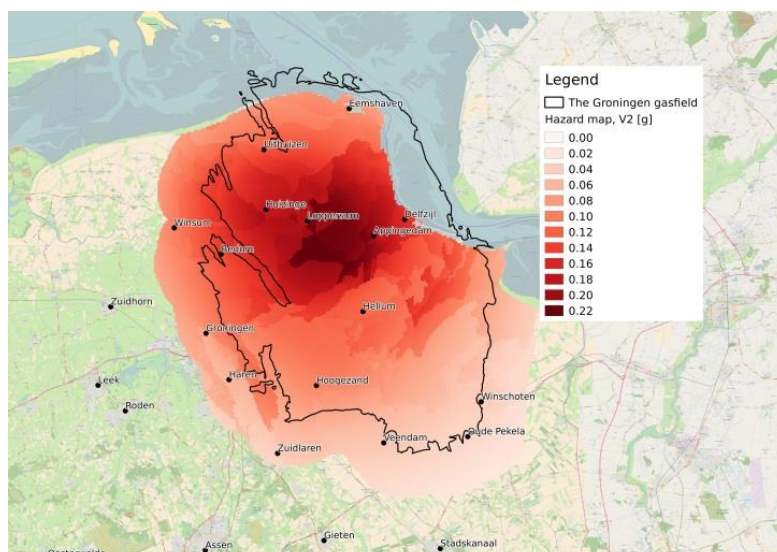 Legend
The Groningen gasfield
Hazard map, V2 [g]
0.00
0.02
0.04
0.06
0.08
0.10
0.12
0.14
0.16
0.18
0.20
0.22
Eemshaven
Uithuizen
Huizinge
Loppersum
Delfzijl
Winsum
Appingedam
Bedum
Zuidhorn
Hellum
Groningen
Leek
Haren
Hoogezand
Roden
Winschoten
Oude Pekela
Veendam
Zuidlaren
Gieten
Assen
Stadskanaal